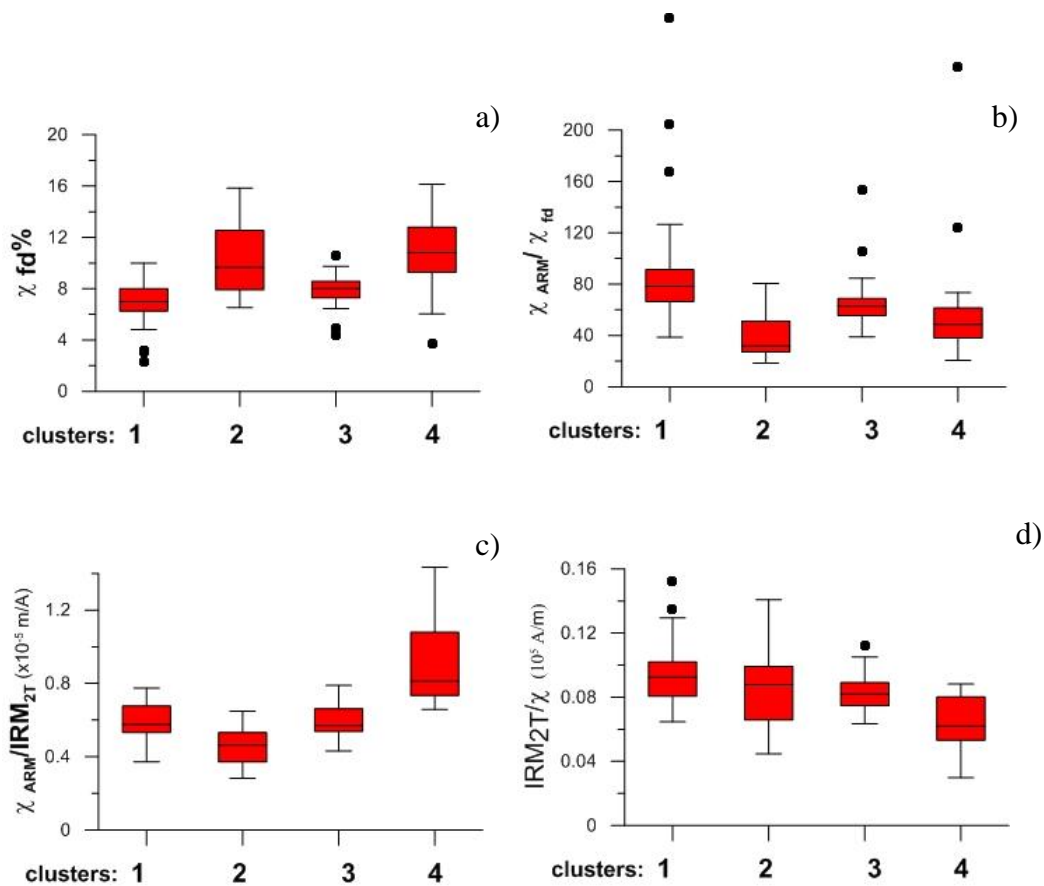 a)
χ fd%
20
16
12
8
4
0
clusters: 1 2 3 4
b)
χ ARM/ χ fd
200
160
120
80
40
0
clusters: 1 2 3 4
c)
χ ARM/IRM2T (x10⁻⁵ m/A)
1.2
0.8
0.4
0
clusters: 1 2 3 4
d)
IRM2T/χ (10⁵ A/m)
0.16
0.12
0.08
0.04
0
clusters: 1 2 3 4